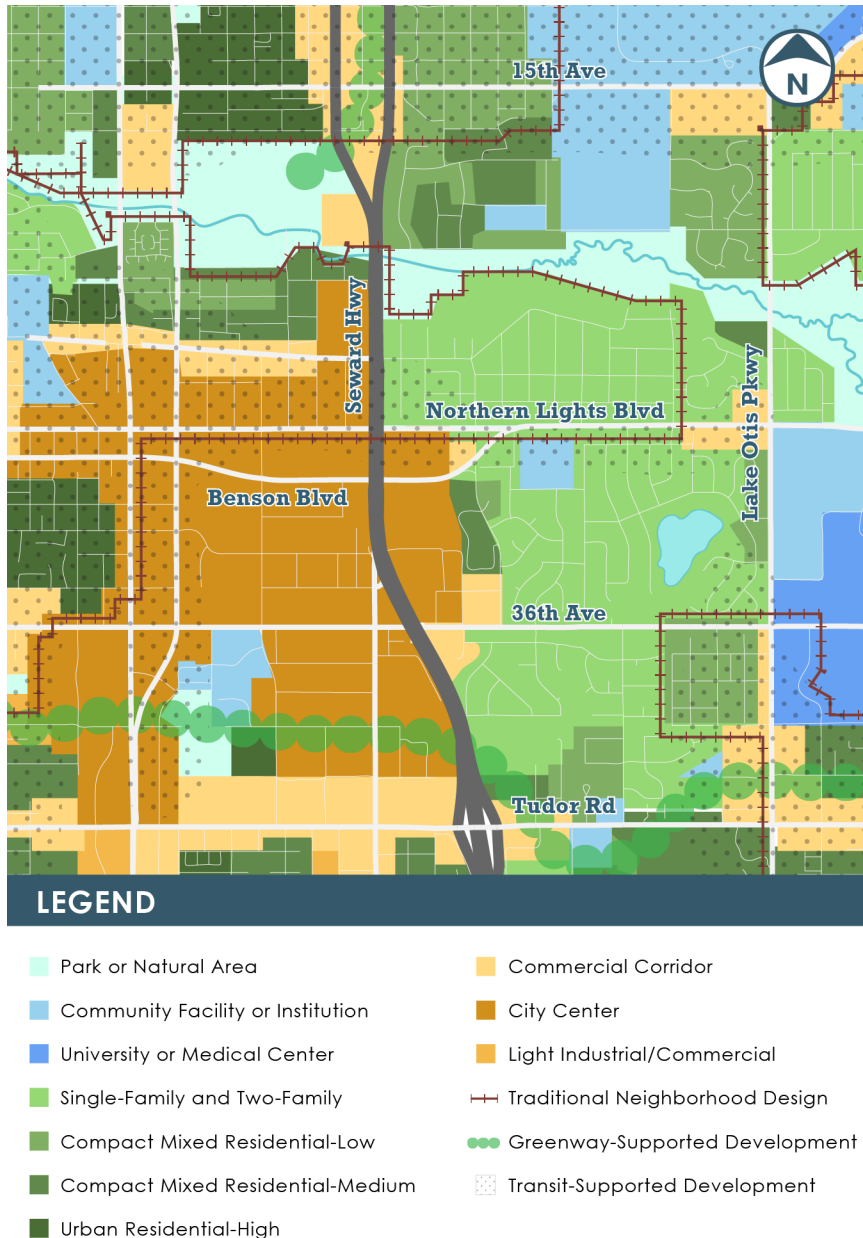 15th Ave
N
Seward Hwy
Northern Lights Blvd
Lake Otis Pkwy
Benson Blvd
36th Ave
Tudor Rd
LEGEND
Park or Natural Area
Community Facility or Institution
University or Medical Center
Single-Family and Two-Family
Compact Mixed Residential-Low
Compact Mixed Residential-Medium
Urban Residential-High
Commercial Corridor
City Center
Light Industrial/Commercial
Traditional Neighborhood Design
Greenway-Supported Development
Transit-Supported Development